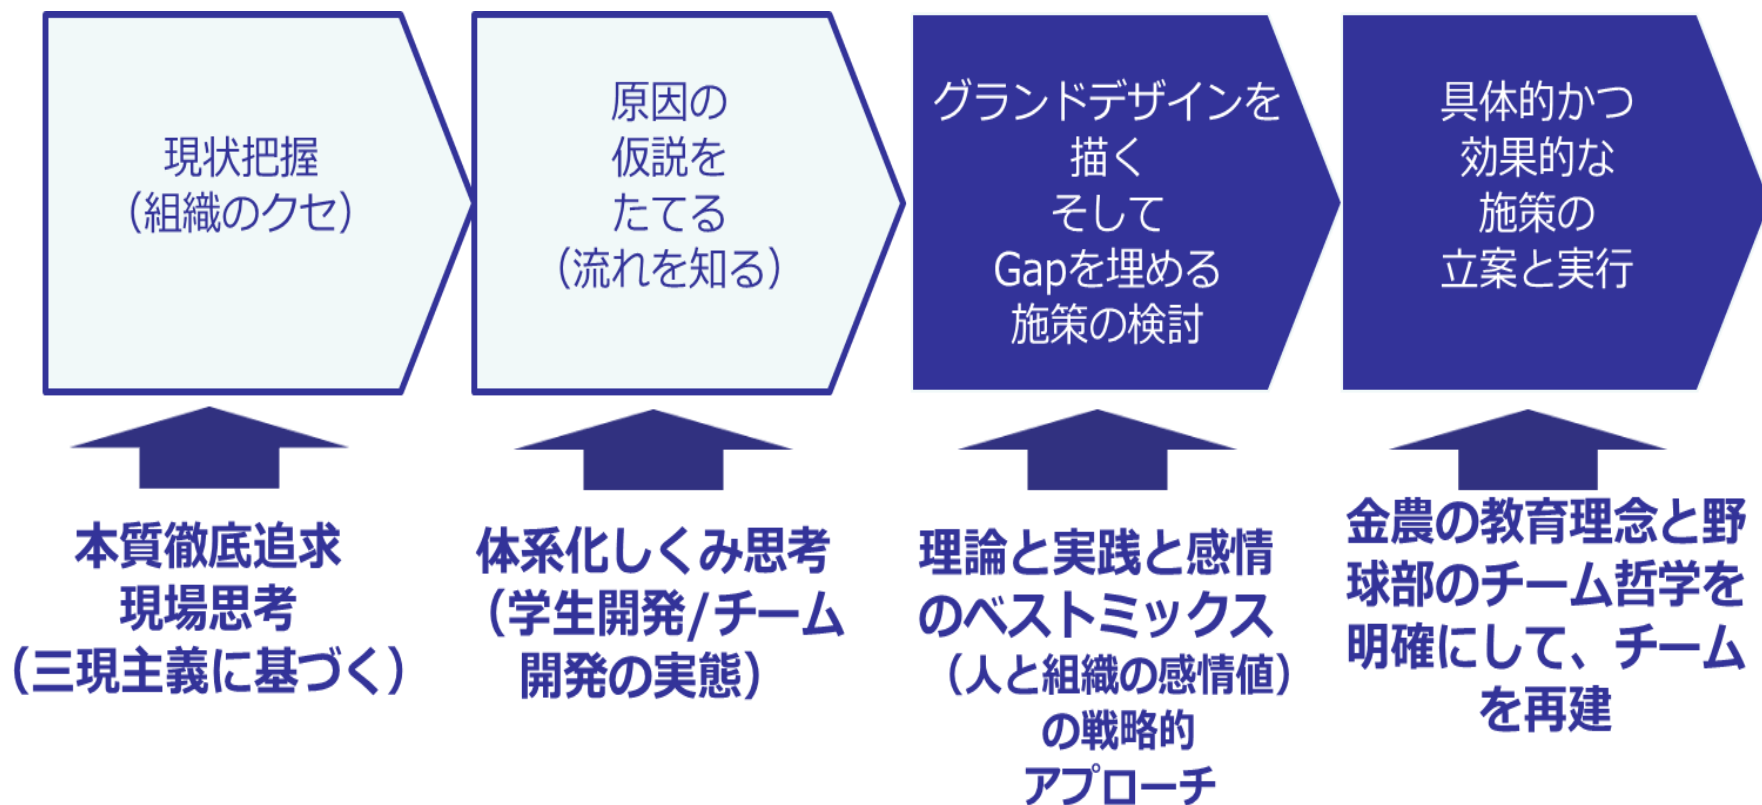 現状把握
（組織のクセ）
原因の
仮説を
たてる
（流れを知る）
グランドデザインを
描く
そして
Gapを埋める
施策の検討
具体的かつ
効果的な
施策の
立案と実行
本質徹底追求
現場思考
（三現主義に基づく）
体系化しくみ思考
（学生開発/チーム
開発の実態）
理論と実践と感情
のベストミックス
（人と組織の感情値）
の戦略的
アプローチ
金農の教育理念と野
球部のチーム哲学を
明確にして、チーム
を再建